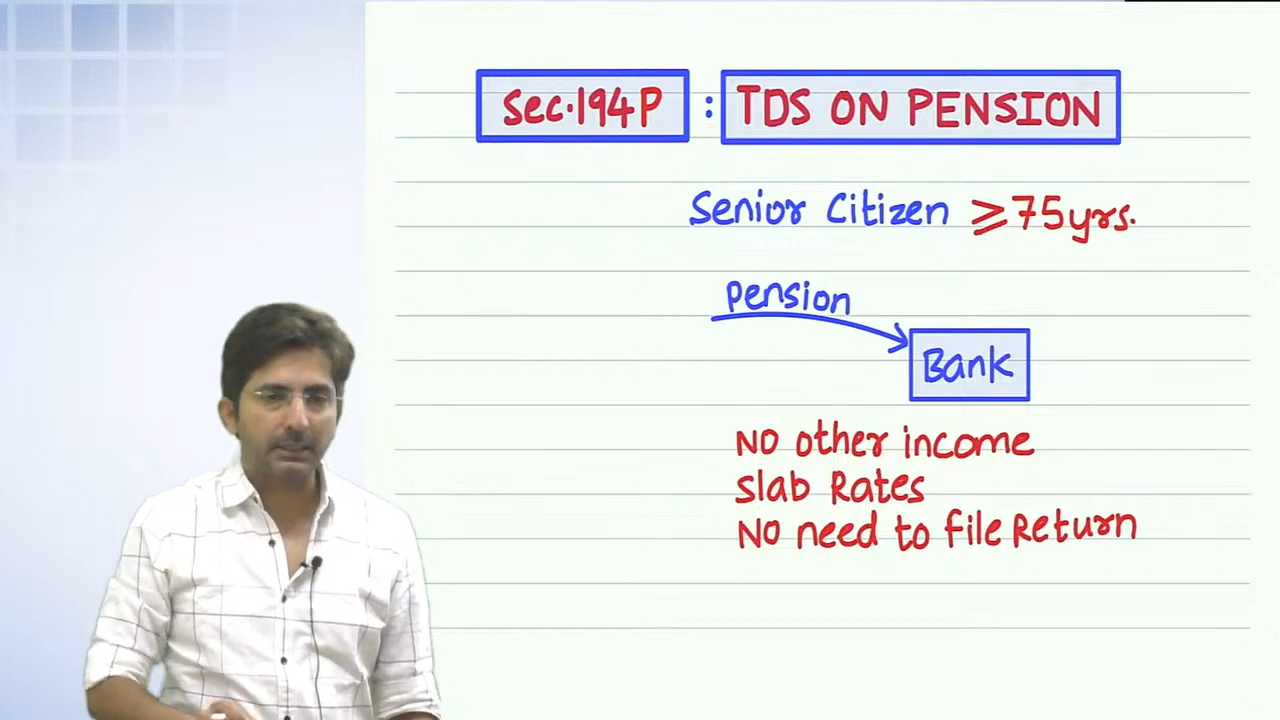 Sec.194P : TDS ON PENSION
Senior Citizen ≥75yrs.
Pension
Bank
NO other income
Slab Rates
NO need to file Return